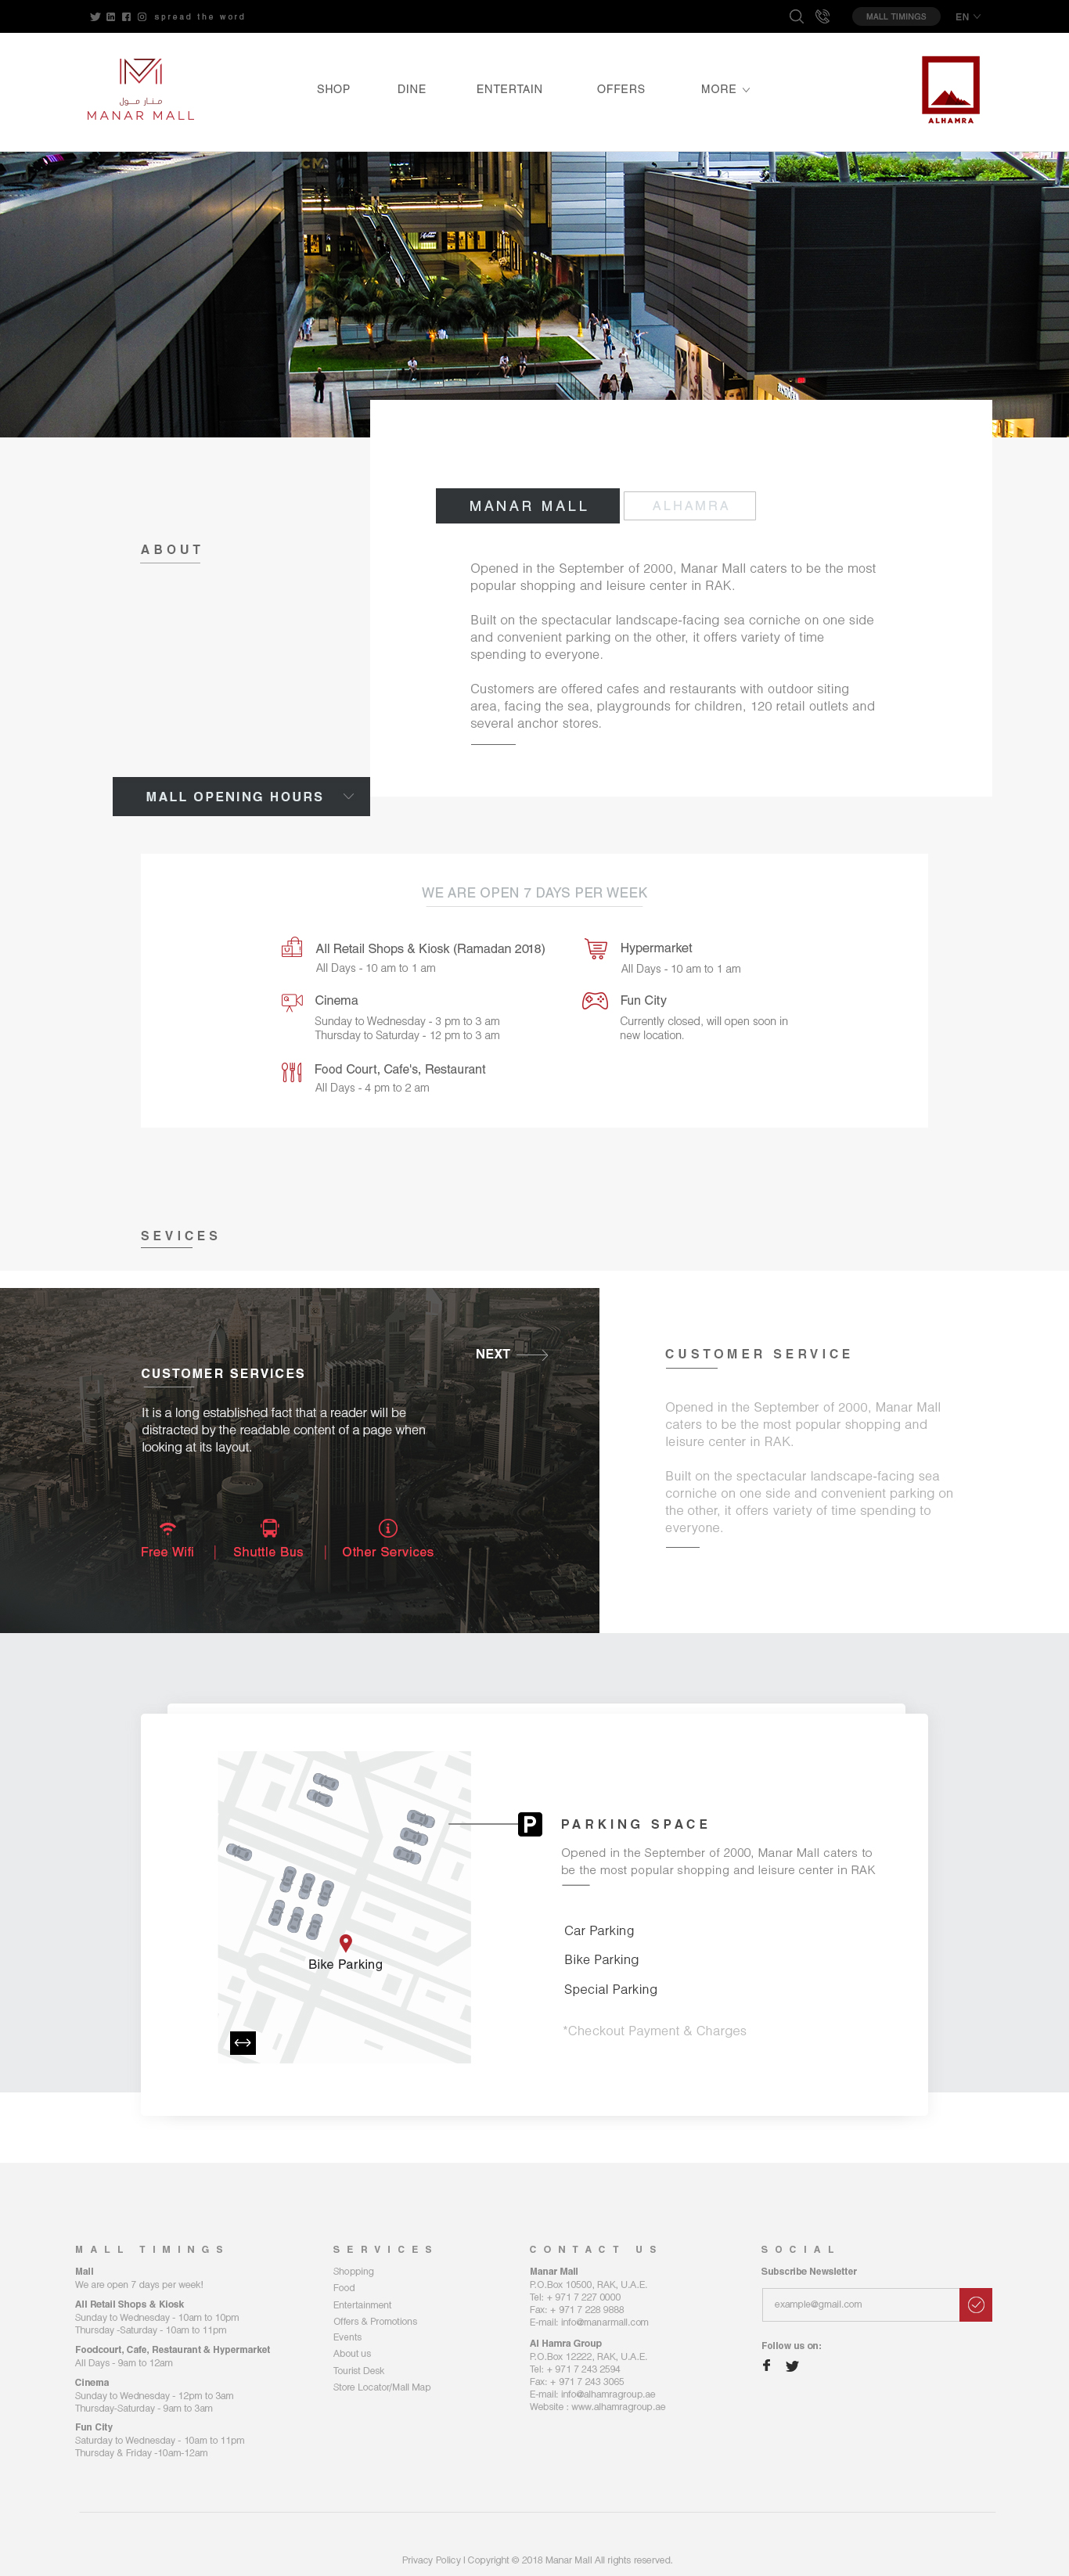 spread the word
MALL TIMINGS
EN
منار مول
MANAR MALL
SHOP
DINE
ENTERTAIN
OFFERS
MORE
ALHAMRA
MANAR MALL
ALHAMRA
ABOUT
Opened in the September of 2000, Manar Mall caters to be the most
popular shopping and leisure center in RAK.
Built on the spectacular landscape-facing sea corniche on one side
and convenient parking on the other, it offers variety of time
spending to everyone.
Customers are offered cafes and restaurants with outdoor siting
area, facing the sea, playgrounds for children, 120 retail outlets and
several anchor stores.
MALL OPENING HOURS
WE ARE OPEN 7 DAYS PER WEEK
All Retail Shops & Kiosk (Ramadan 2018)
All Days - 10 am to 1 am
Hypermarket
All Days - 10 am to 1 am
Cinema
Sunday to Wednesday - 3 pm to 3 am
Thursday to Saturday - 12 pm to 3 am
Fun City
Currently closed, will open soon in
new location.
Food Court, Cafe's, Restaurant
All Days - 4 pm to 2 am
SEVICES
NEXT
CUSTOMER SERVICES
It is a long established fact that a reader will be
distracted by the readable content of a page when
looking at its layout.
Free Wifi
Shuttle Bus
Other Services
CUSTOMER SERVICE
Opened in the September of 2000, Manar Mall
caters to be the most popular shopping and
leisure center in RAK.
Built on the spectacular landscape-facing sea
corniche on one side and convenient parking on
the other, it offers variety of time spending to
everyone.
P
PARKING SPACE
Opened in the September of 2000, Manar Mall caters to
be the most popular shopping and leisure center in RAK
Bike Parking
Car Parking
Bike Parking
Special Parking
*Checkout Payment & Charges
MALL TIMINGS
Mall
We are open 7 days per week!
All Retail Shops & Kiosk
Sunday to Wednesday - 10am to 10pm
Thursday -Saturday - 10am to 11pm
Foodcourt, Cafe, Restaurant & Hypermarket
All Days - 9am to 12am
Cinema
Sunday to Wednesday - 12pm to 3am
Thursday-Saturday - 9am to 3am
Fun City
Saturday to Wednesday - 10am to 11pm
Thursday & Friday -10am-12am
SERVICES
Shopping
Food
Entertainment
Offers & Promotions
Events
About us
Tourist Desk
Store Locator/Mall Map
CONTACT US
Manar Mall
P.O.Box 10500, RAK, U.A.E.
Tel: + 971 7 227 0000
Fax: + 971 7 228 9888
E-mail: info@manarmall.com
Al Hamra Group
P.O.Box 12222, RAK, U.A.E.
Tel: + 971 7 243 2594
Fax: + 971 7 243 3065
E-mail: info@alhamragroup.ae
Website : www.alhamragroup.ae
SOCIAL
Subscribe Newsletter
example@gmail.com
Follow us on:
Privacy Policy | Copyright © 2018 Manar Mall All rights reserved.